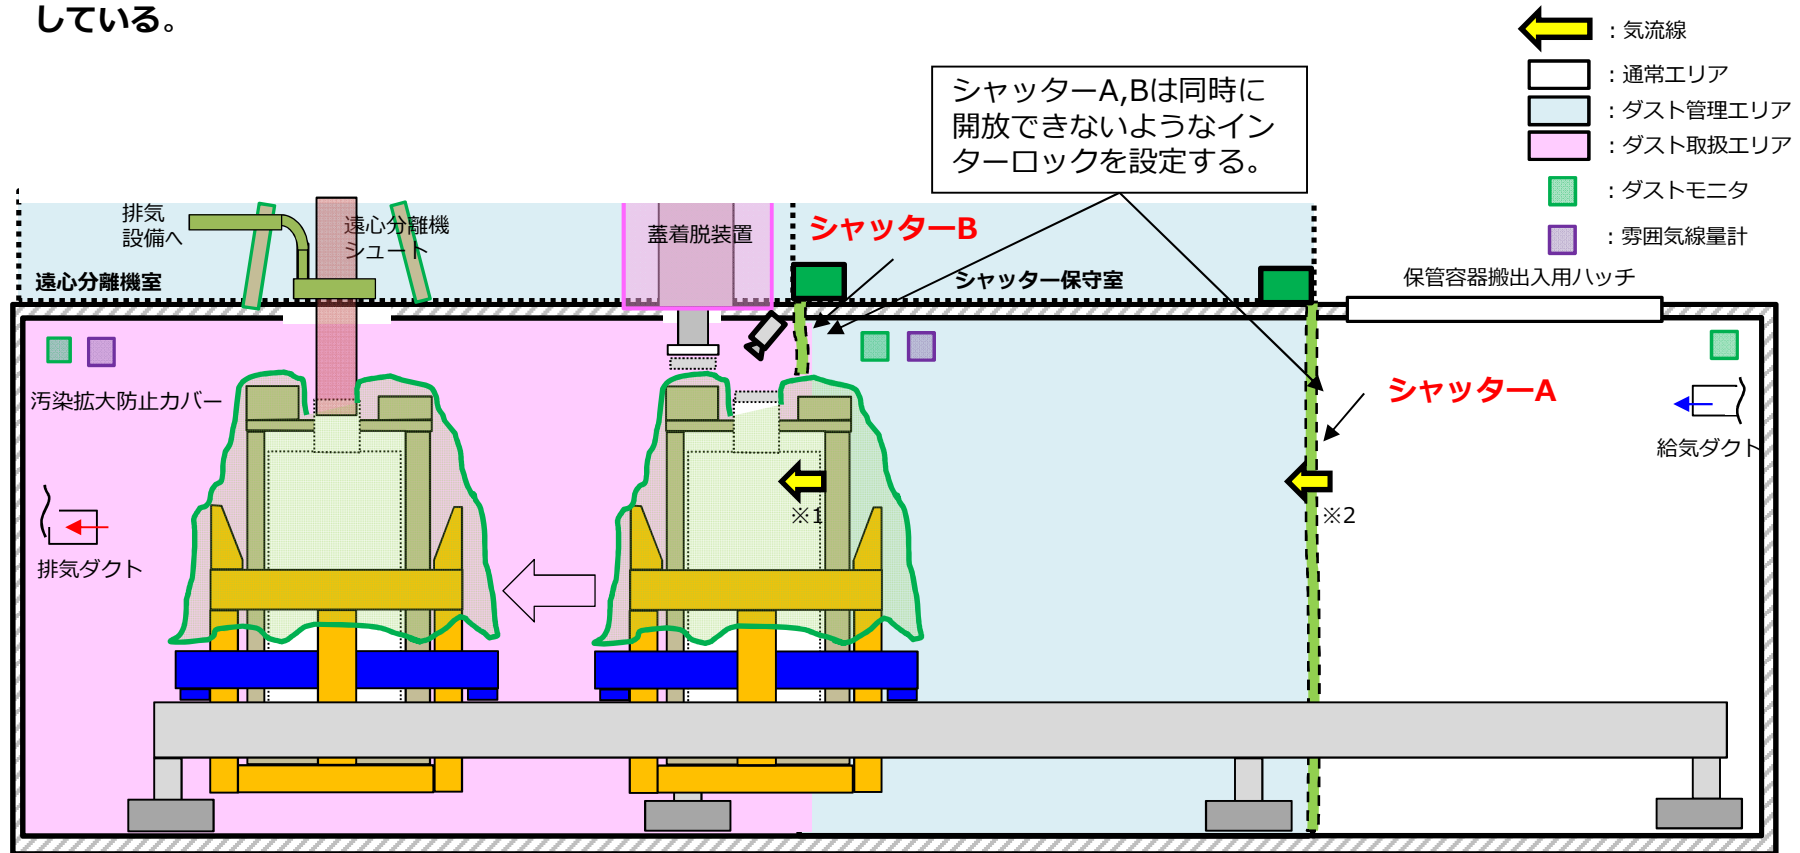 している。
：気流線
：通常エリア
：ダスト管理エリア
：ダスト取扱エリア
：ダストモニタ
：雰囲気線量計
シャッターA,Bは同時に
開放できないようなイン
ターロックを設定する。
排気
設備へ
遠心分離機
シュート
蓋着脱装置
シャッターB
遠心分離機室
シャッター保守室
保管容器搬出入用ハッチ
汚染拡大防止カバー
シャッターA
給気ダクト
※1
※2
排気ダクト